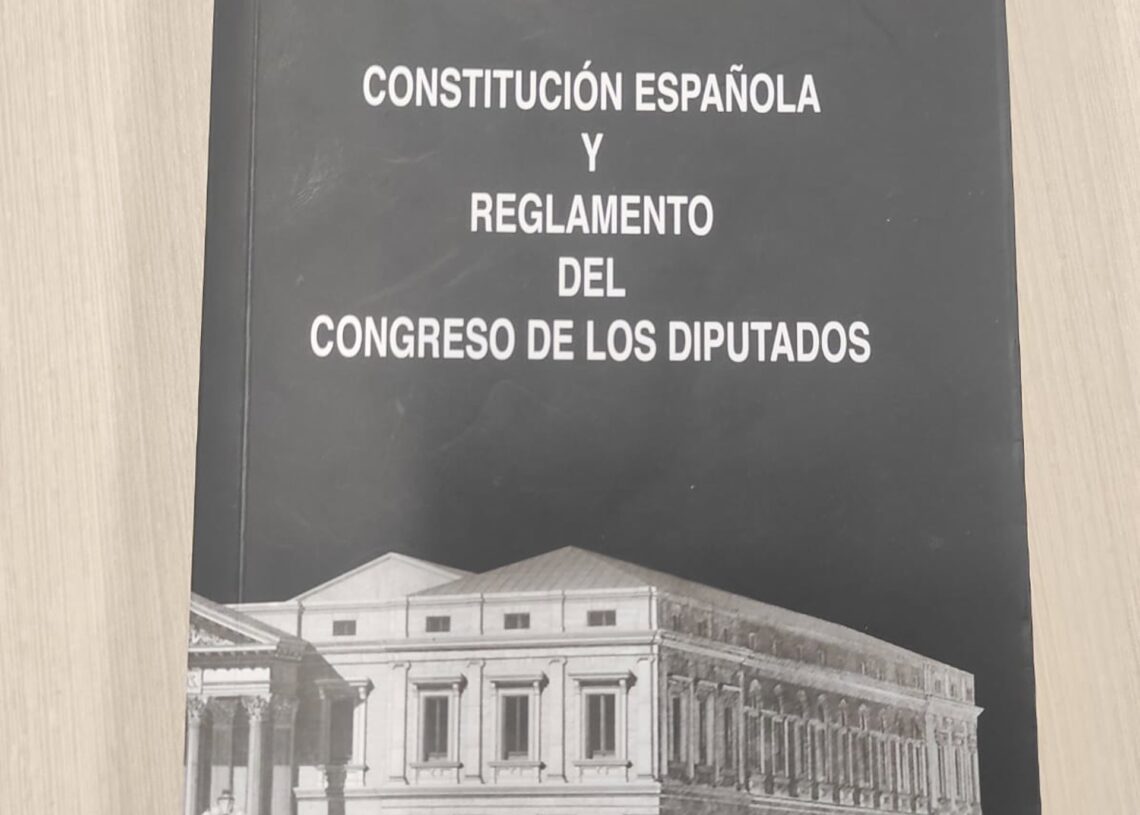 CONSTITUCIÓN ESPAÑOLA
Y
REGLAMENTO
DEL
CONGRESO DE LOS DIPUTADOS